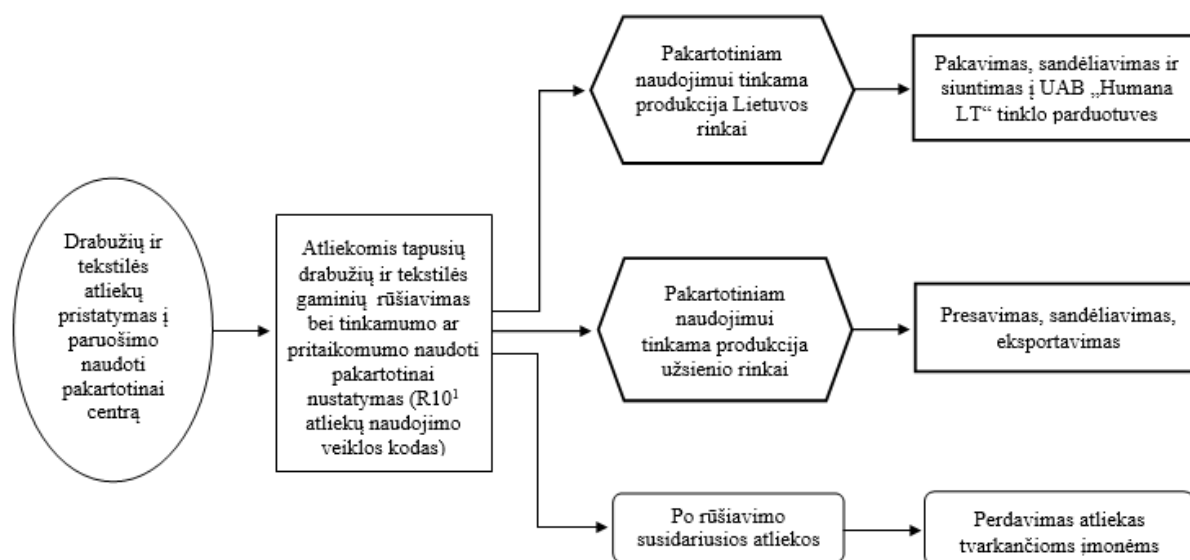 Drabužių ir
tekstilės
atliekų
pristatymas į
paruošimo
naudoti
pakartotinai
centrą
Atliekomis tapusių
drabužių ir tekstilės
gaminių rūšiavimas
bei tinkamumo ar
pritaikomumo naudoti
pakartotinai
nustatymas (R10¹
atliekų naudojimo
veiklos kodas)
Pakartotiniam
naudojimui tinkama
produkcija Lietuvos
rinkai
Pakavimas, sandėliavimas ir
siuntimas į UAB „Humana
LT“ tinklo parduotuves
Pakartotiniam
naudojimui
tinkama produkcija
užsienio rinkai
Presavimas, sandėliavimas,
eksportavimas
Po rūšiavimo
susidariusios atliekos
Perdavimas atliekas
tvarkančioms įmonėms